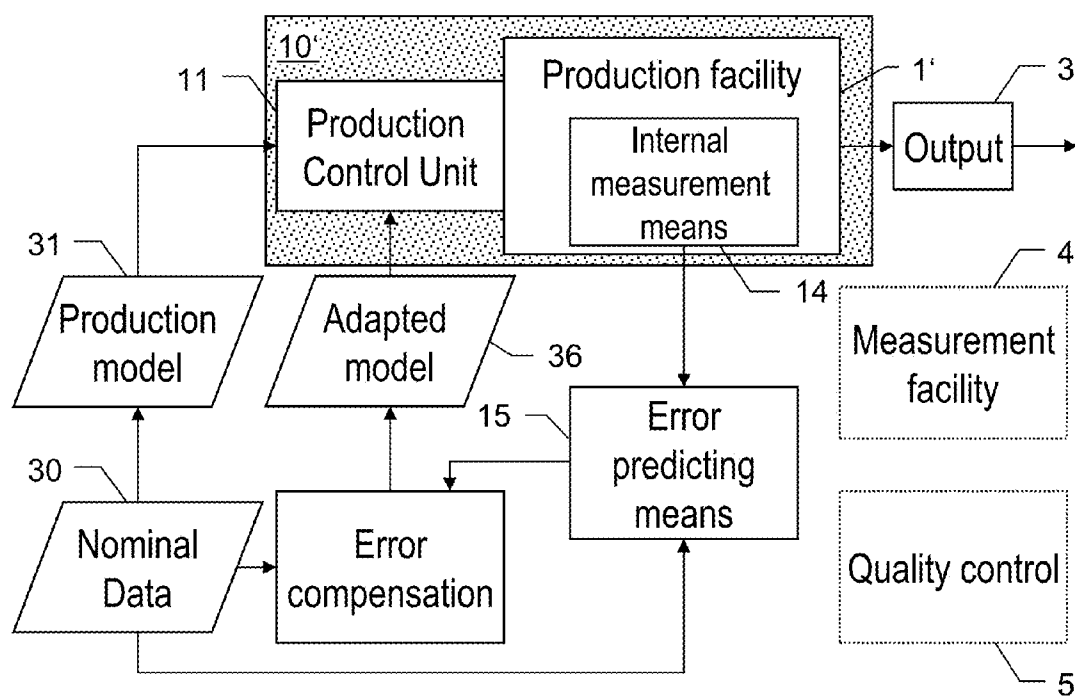 10‘
11
Production
Control Unit
Production facility
Internal
measurement
means
1‘
3
Output
14
4
Measurement
facility
31
Production
model
Adapted
model
36
15
Error
predicting
means
30
Nominal
Data
Error
compensation
Quality control
5